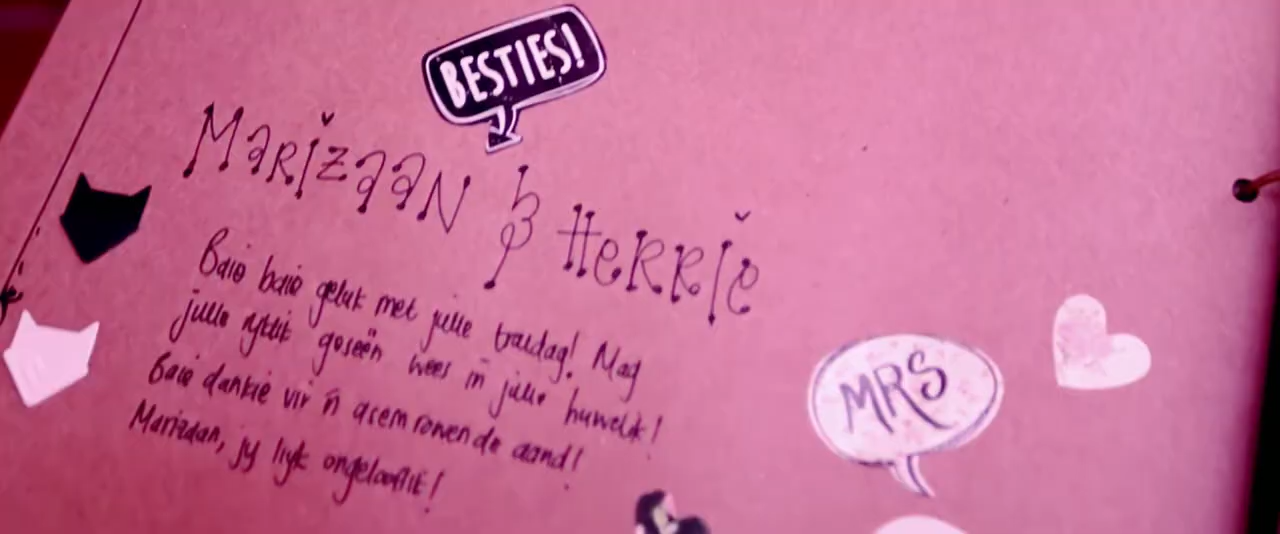 BESTIES!
Marizaan & Herrie
Baie baie geluk met julle troudag! Mag
julle ryklik geseën wees in julle huwelik!
Baie dankie vir 'n asemrowende aand!
Marizaan, jy lyk ongelooflik!
MRS